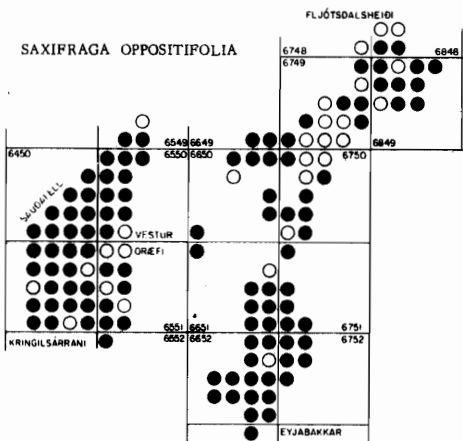 FLJÓTSDALSHEIÐI
SAXIFRAGA OPPOSITIFOLIA
6748 6848
6749
6549 6649 6849
6450 6550 6650 6750
SAUÐAFELL
VESTUR
ÖRÆFI
6551 6651 6751
KRINGILSÁRRANI 6552 6652 6752
EYJABAKKAR